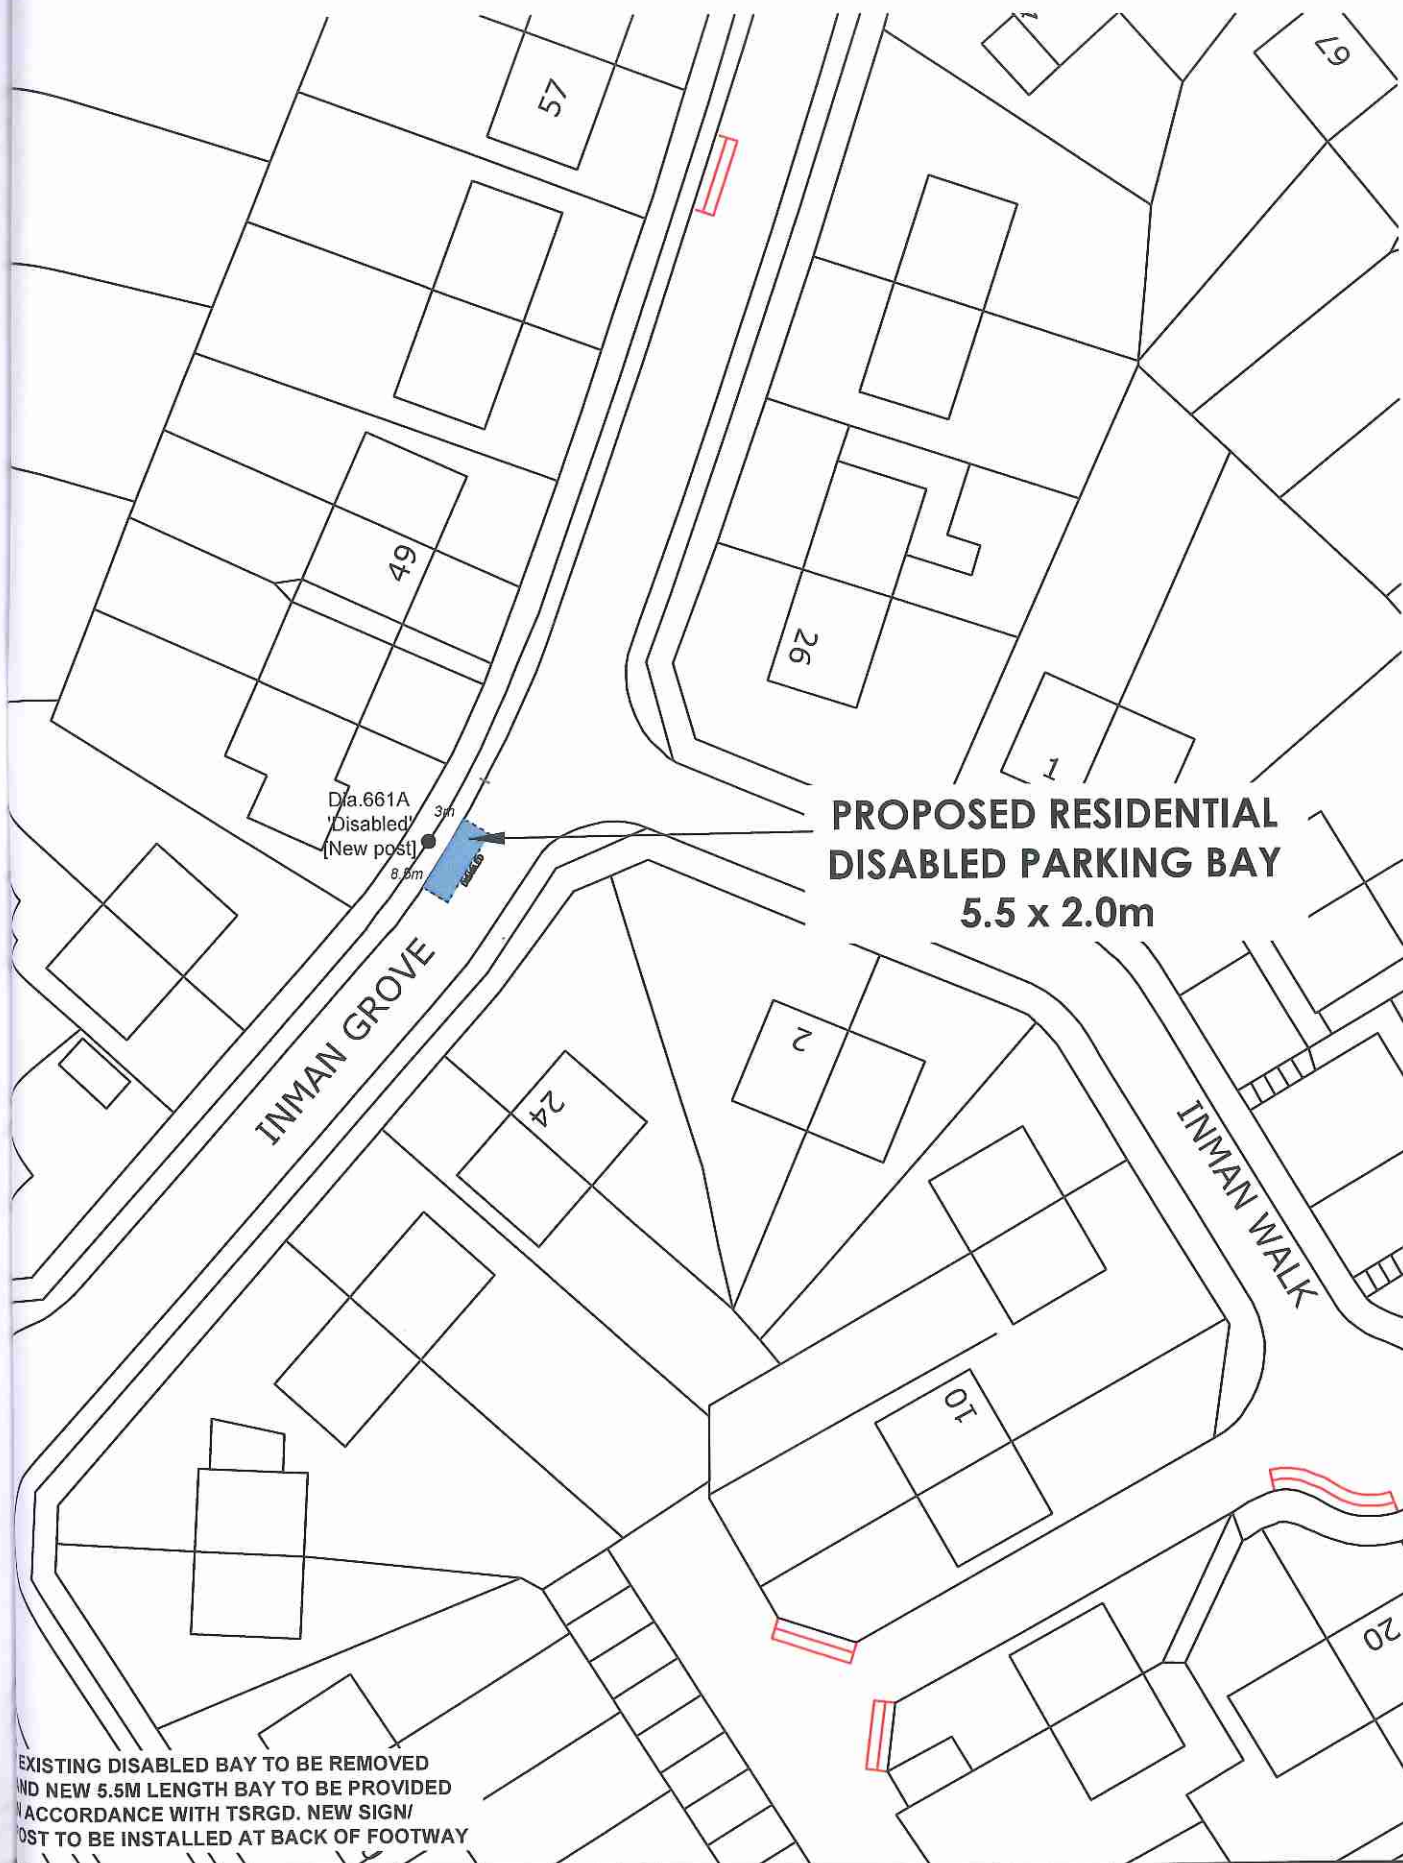 57
67
49
26
1
Dia.661A
'Disabled'
[New post]
3m
8.5m
PROPOSED RESIDENTIAL
DISABLED PARKING BAY
5.5 x 2.0m
INMAN GROVE
2
24
INMAN WALK
10
20
EXISTING DISABLED BAY TO BE REMOVED
ND NEW 5.5M LENGTH BAY TO BE PROVIDED
ACCORDANCE WITH TSRGD. NEW SIGN/
OST TO BE INSTALLED AT BACK OF FOOTWAY